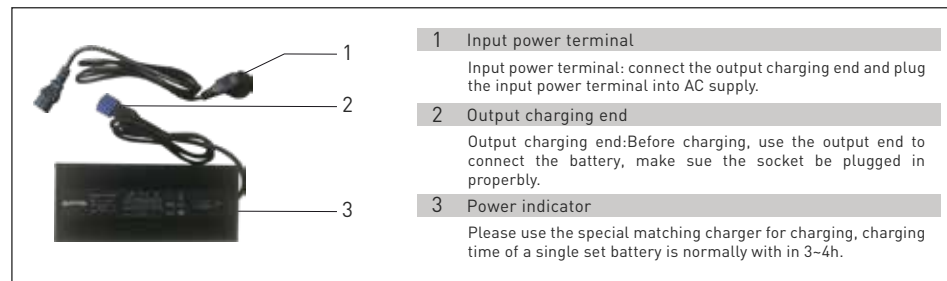 1
2
3
1 Input power terminal
Input power terminal: connect the output charging end and plug
the input power terminal into AC supply.
2 Output charging end
Output charging end:Before charging, use the output end to
connect the battery, make sue the socket be plugged in
properbly.
3 Power indicator
Please use the special matching charger for charging, charging
time of a single set battery is normally with in 3~4h.